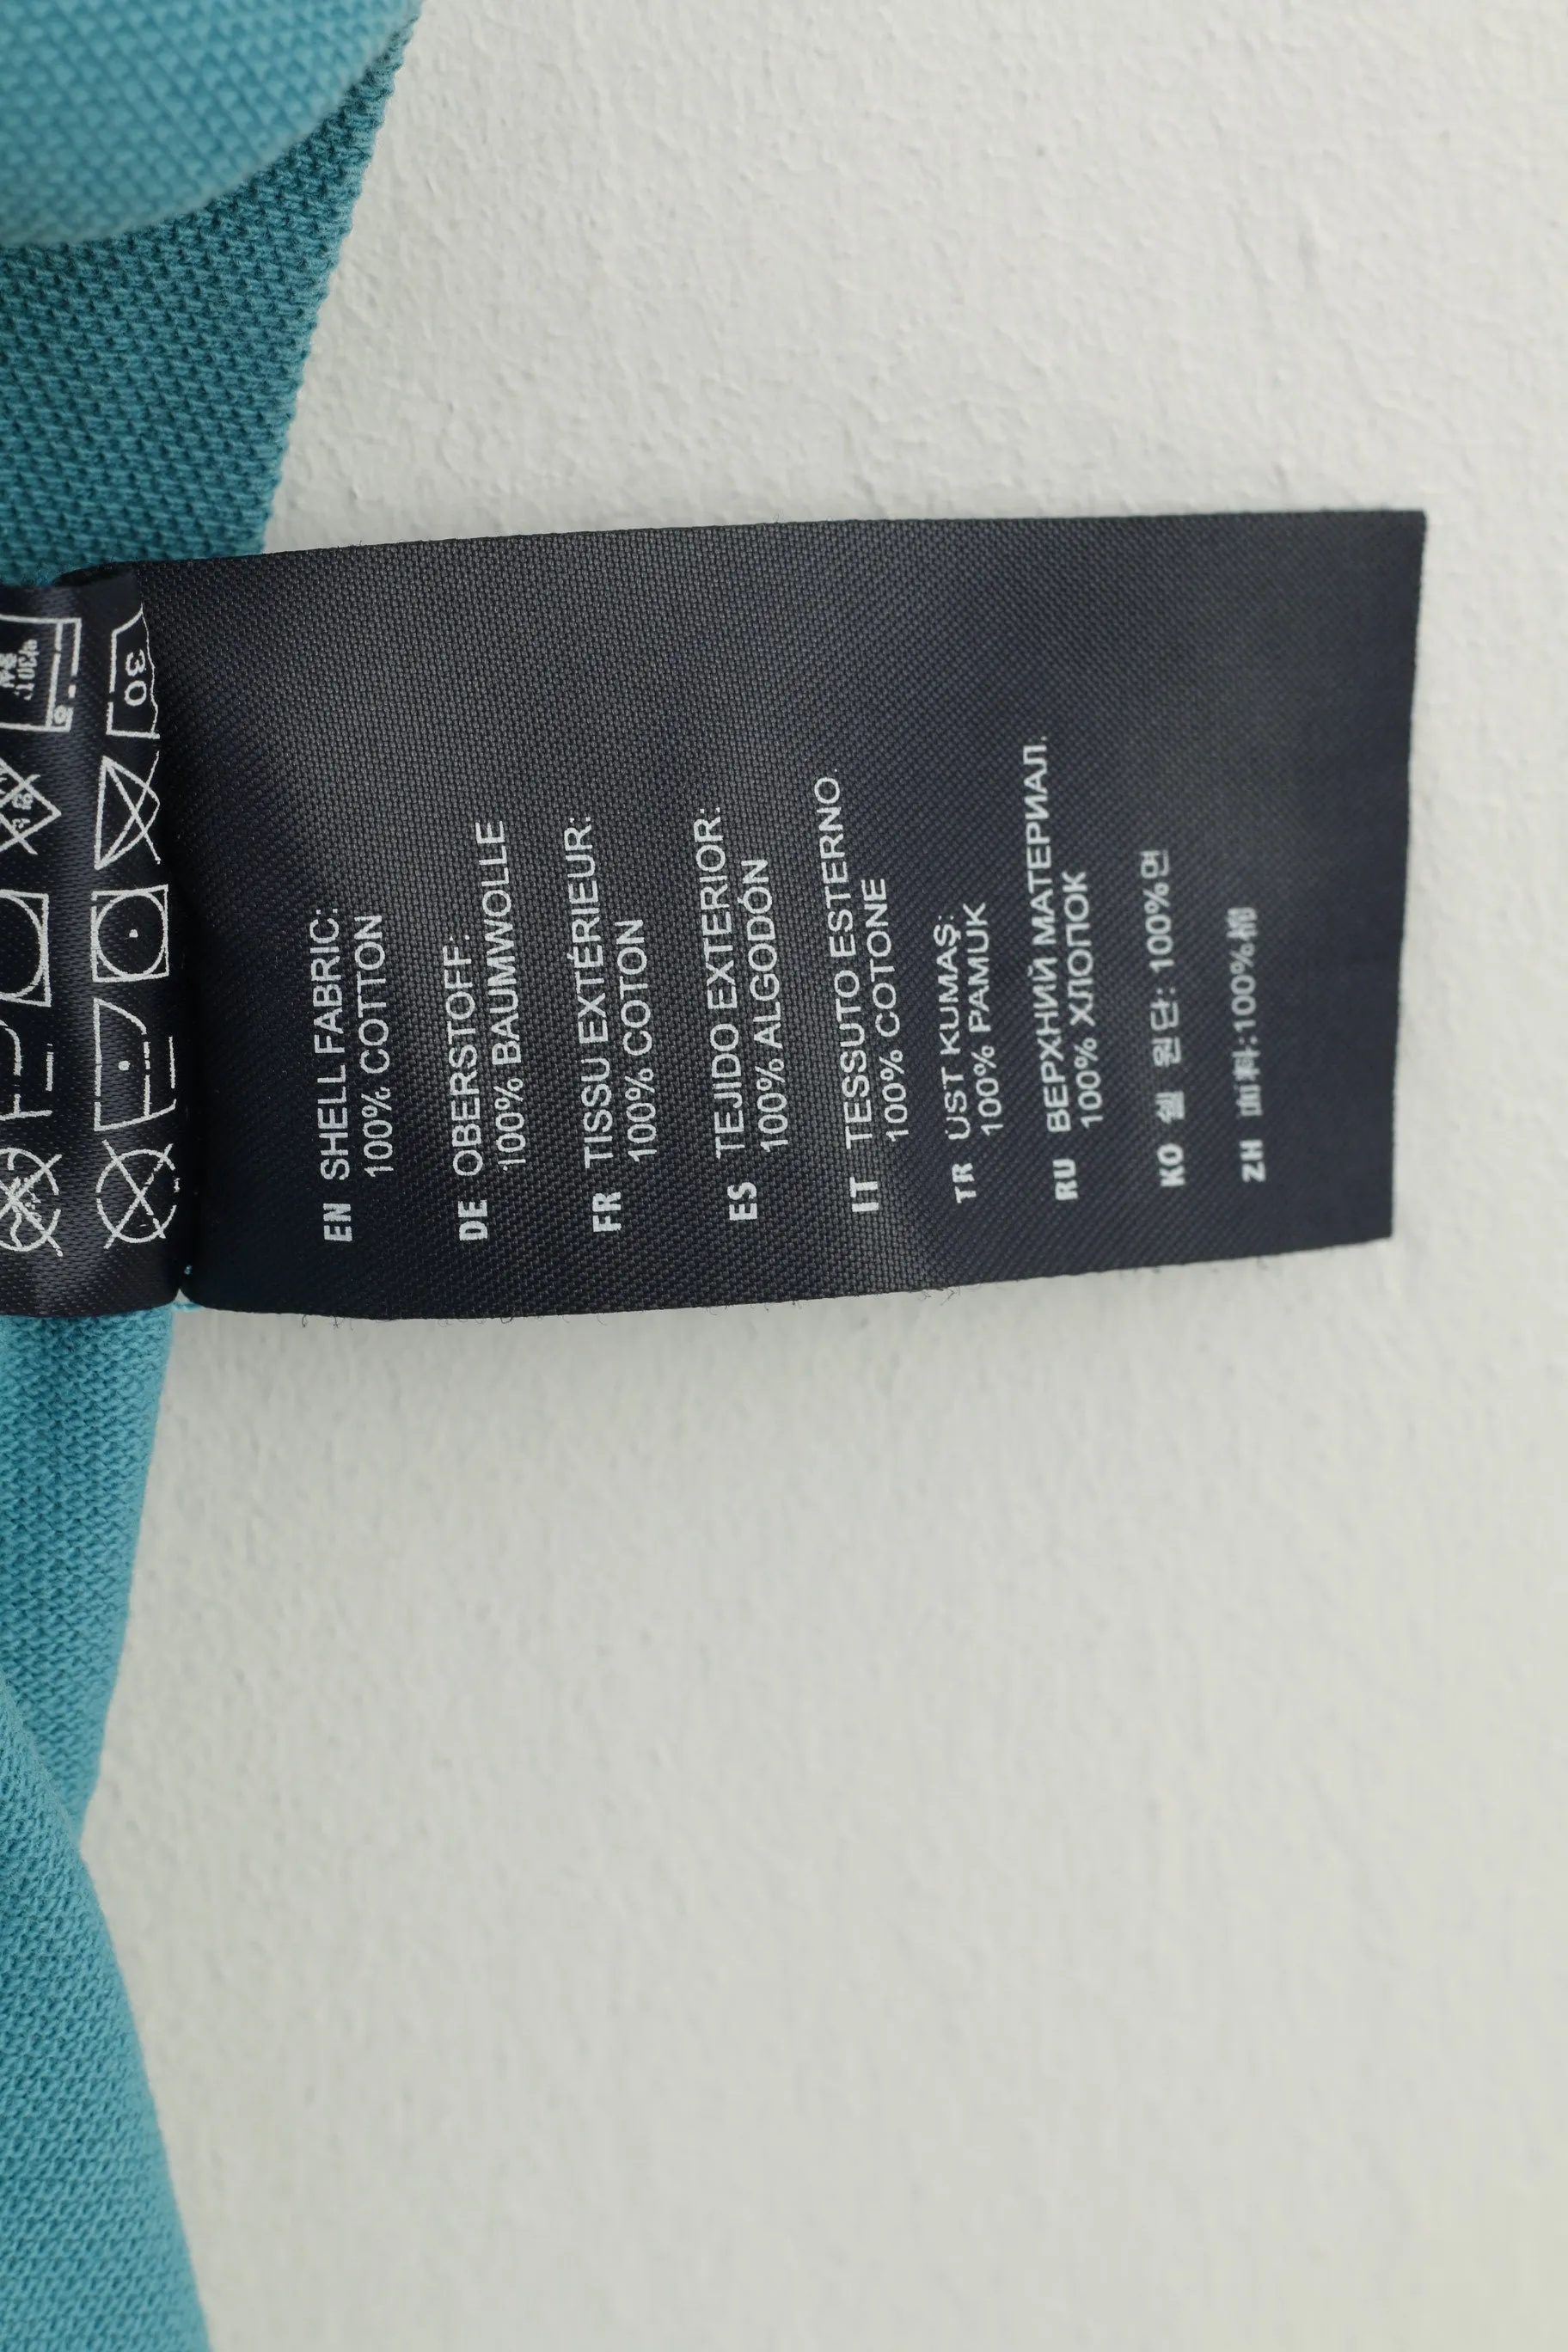 30
EN SHELL FABRIC:
100% COTTON
DE OBERSTOFF:
100% BAUMWOLLE
FR TISSU EXTÉRIEUR:
100% COTON
ES TEJIDO EXTERIOR:
100% ALGODÓN
IT TESSUTO ESTERNO.
100% COTONE
TR ÜST KUMAŞ:
100% PAMUK
RU ВЕРХНИЙ МАТЕРИАЛ.
100% ХЛОПОК
KO 쉘 원단: 100%면
ZH 面料:100%棉